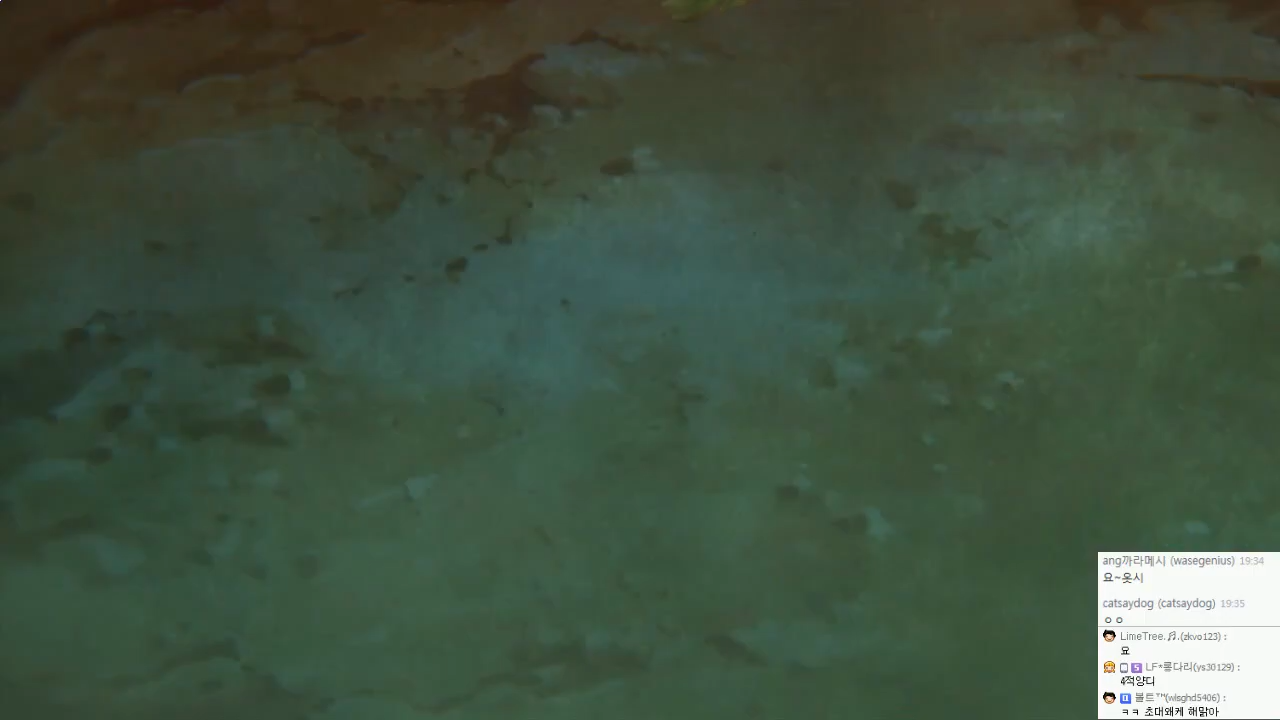 ang까라메시 (wasegenius) 19:34
요~옷시
catsaydog (catsaydog) 19:35
ㅇㅇ
LimeTree.♬.(zkvo123) :
요
5 LF*롱다리(ys30129) :
4적양디
볼트™(wlsghd5406) :
ㅋㅋ 초대왜케 해맑아